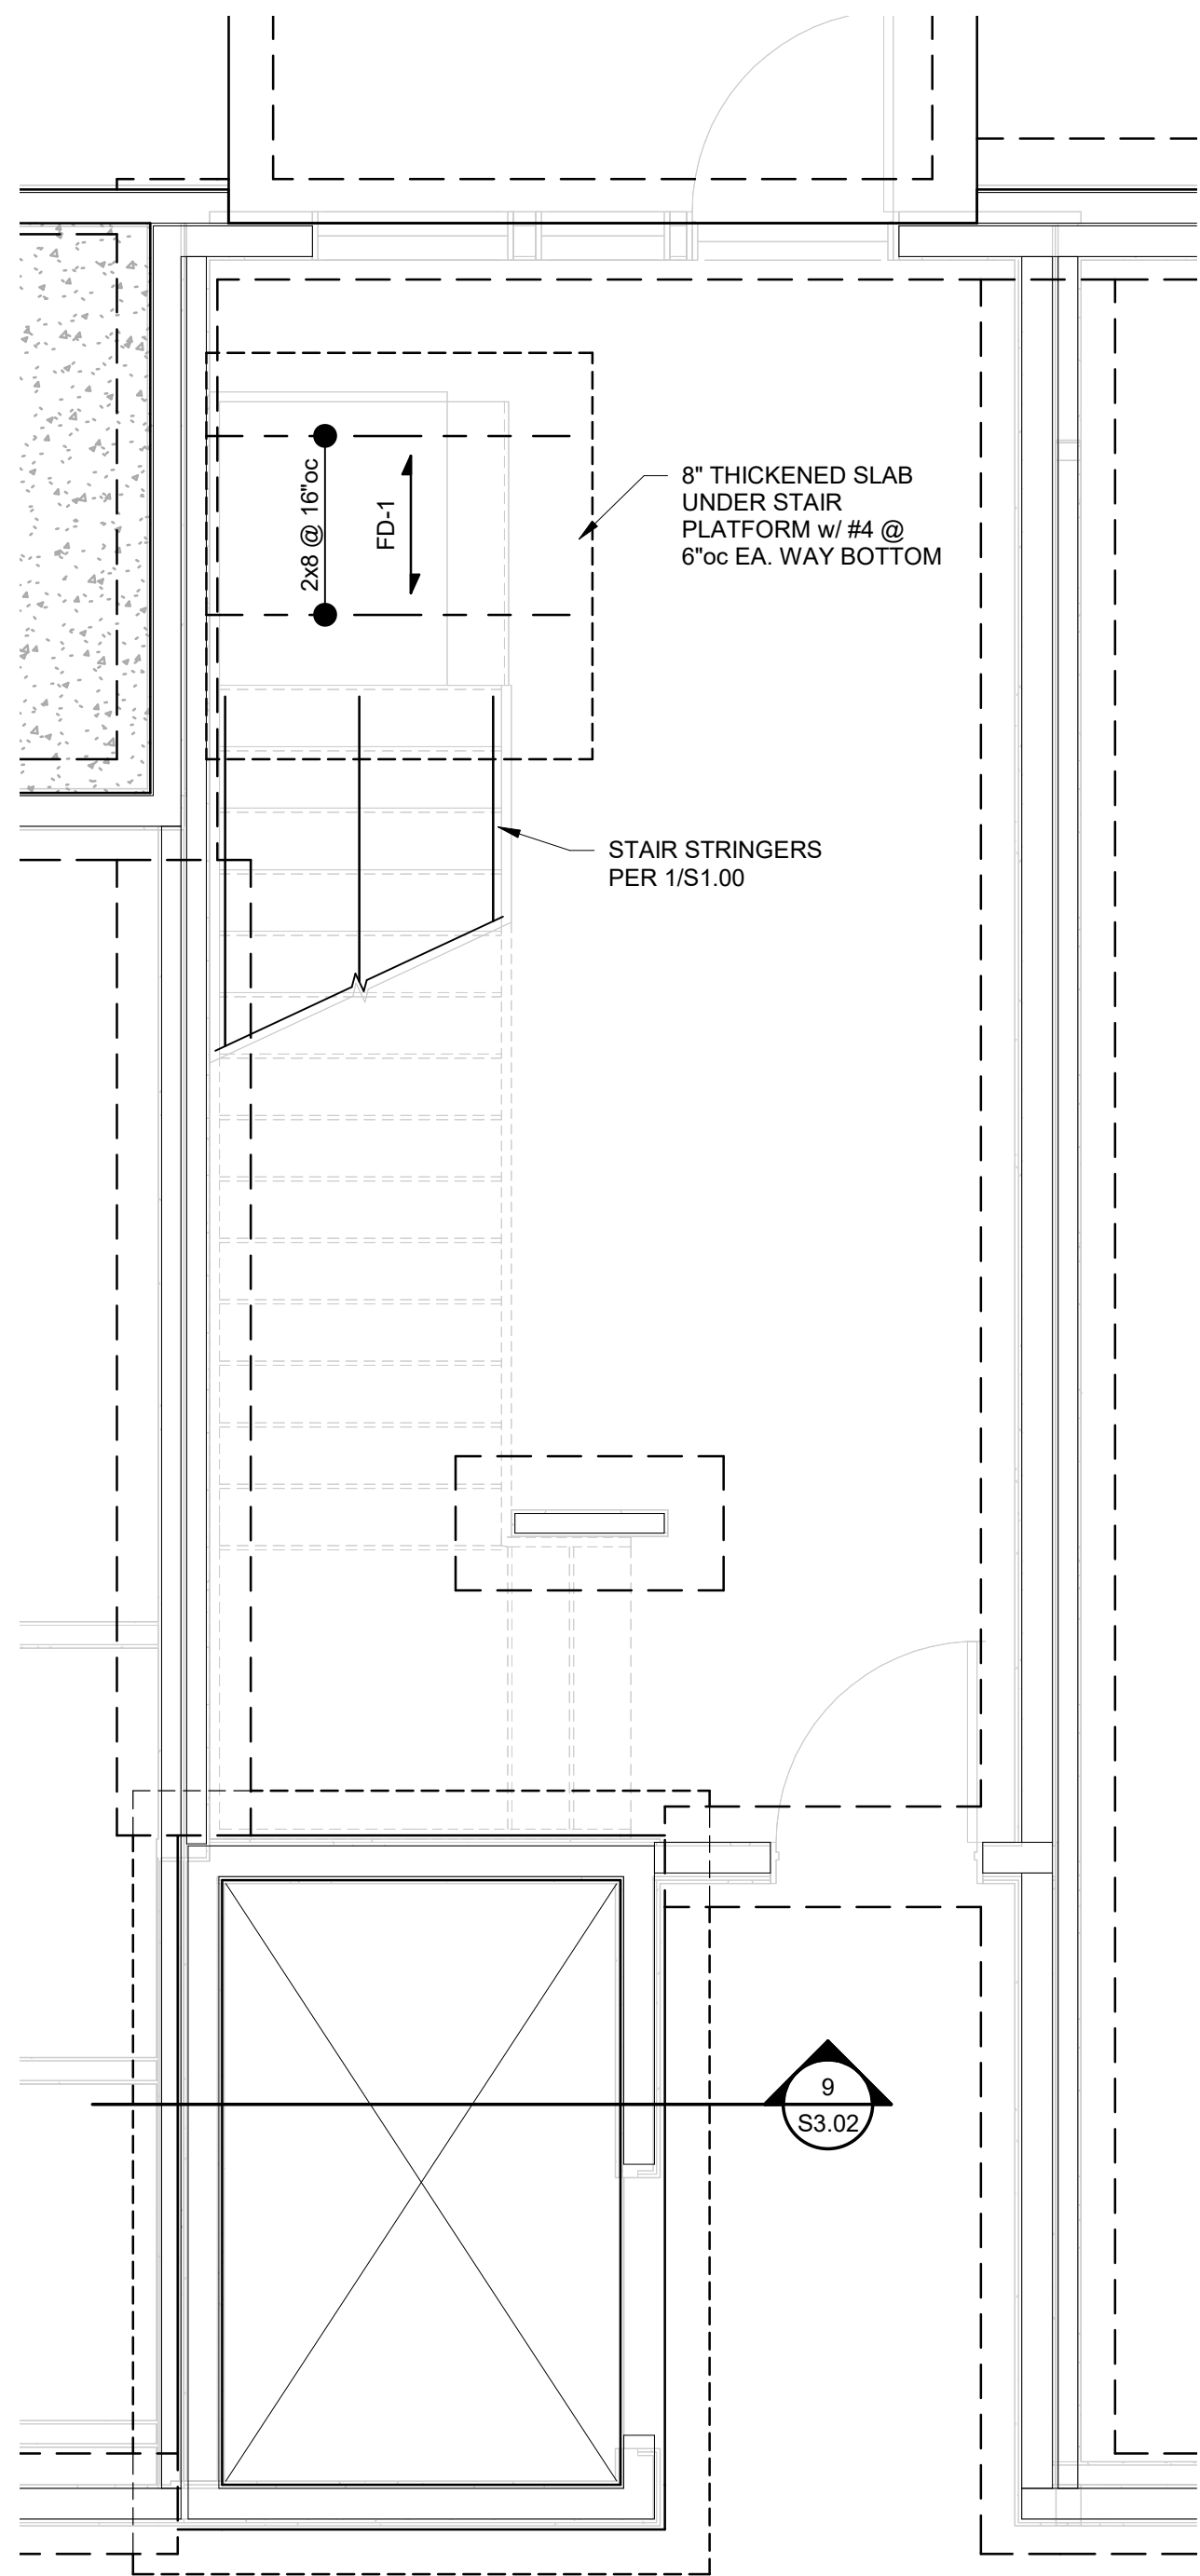 8" THICKENED SLAB
UNDER STAIR
PLATFORM w/ #4 @
6"oc EA. WAY BOTTOM
2x8 @ 16"oc
FD-1
STAIR STRINGERS
PER 1/S1.00
9
S3.02